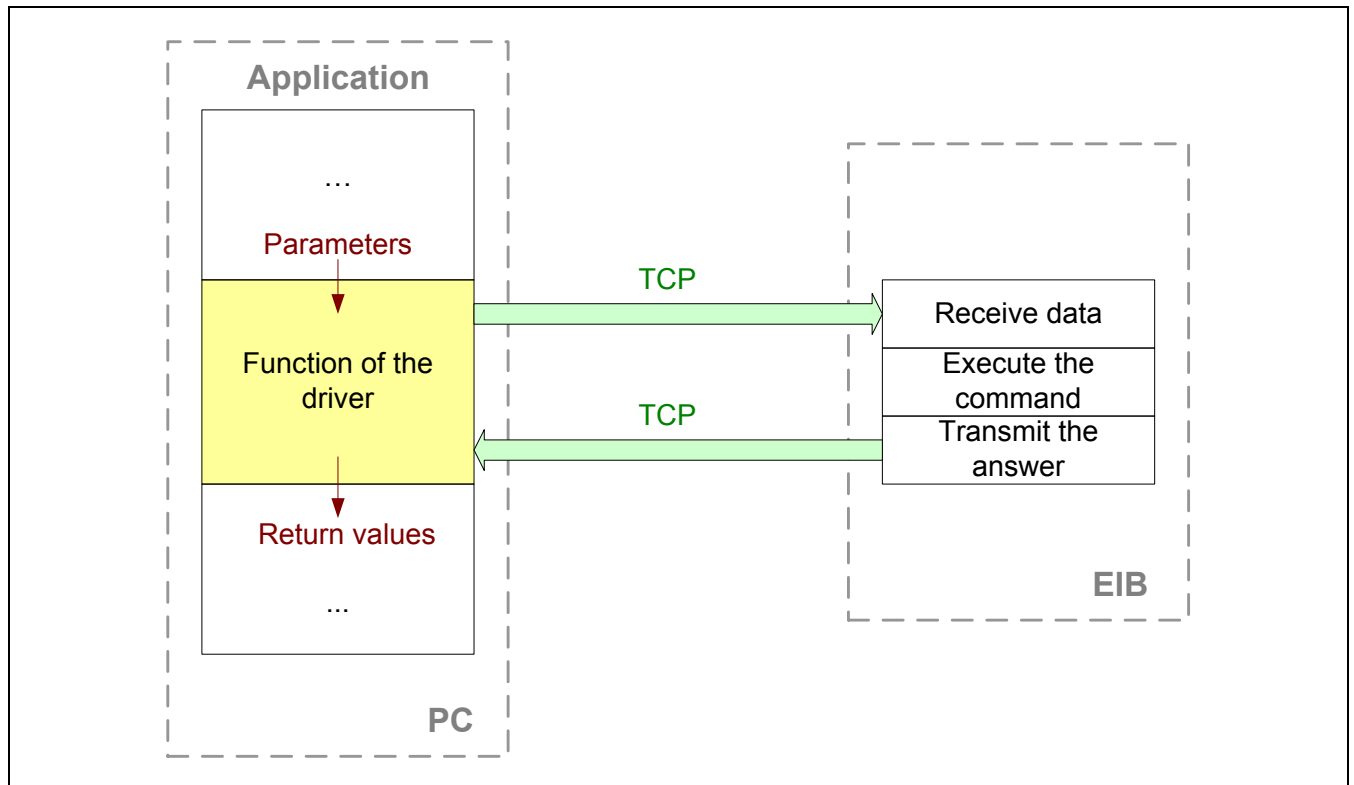 Application
…
Parameters
Function of the
driver
Return values
...
PC
TCP
TCP
Receive data
Execute the
command
Transmit the
answer
EIB